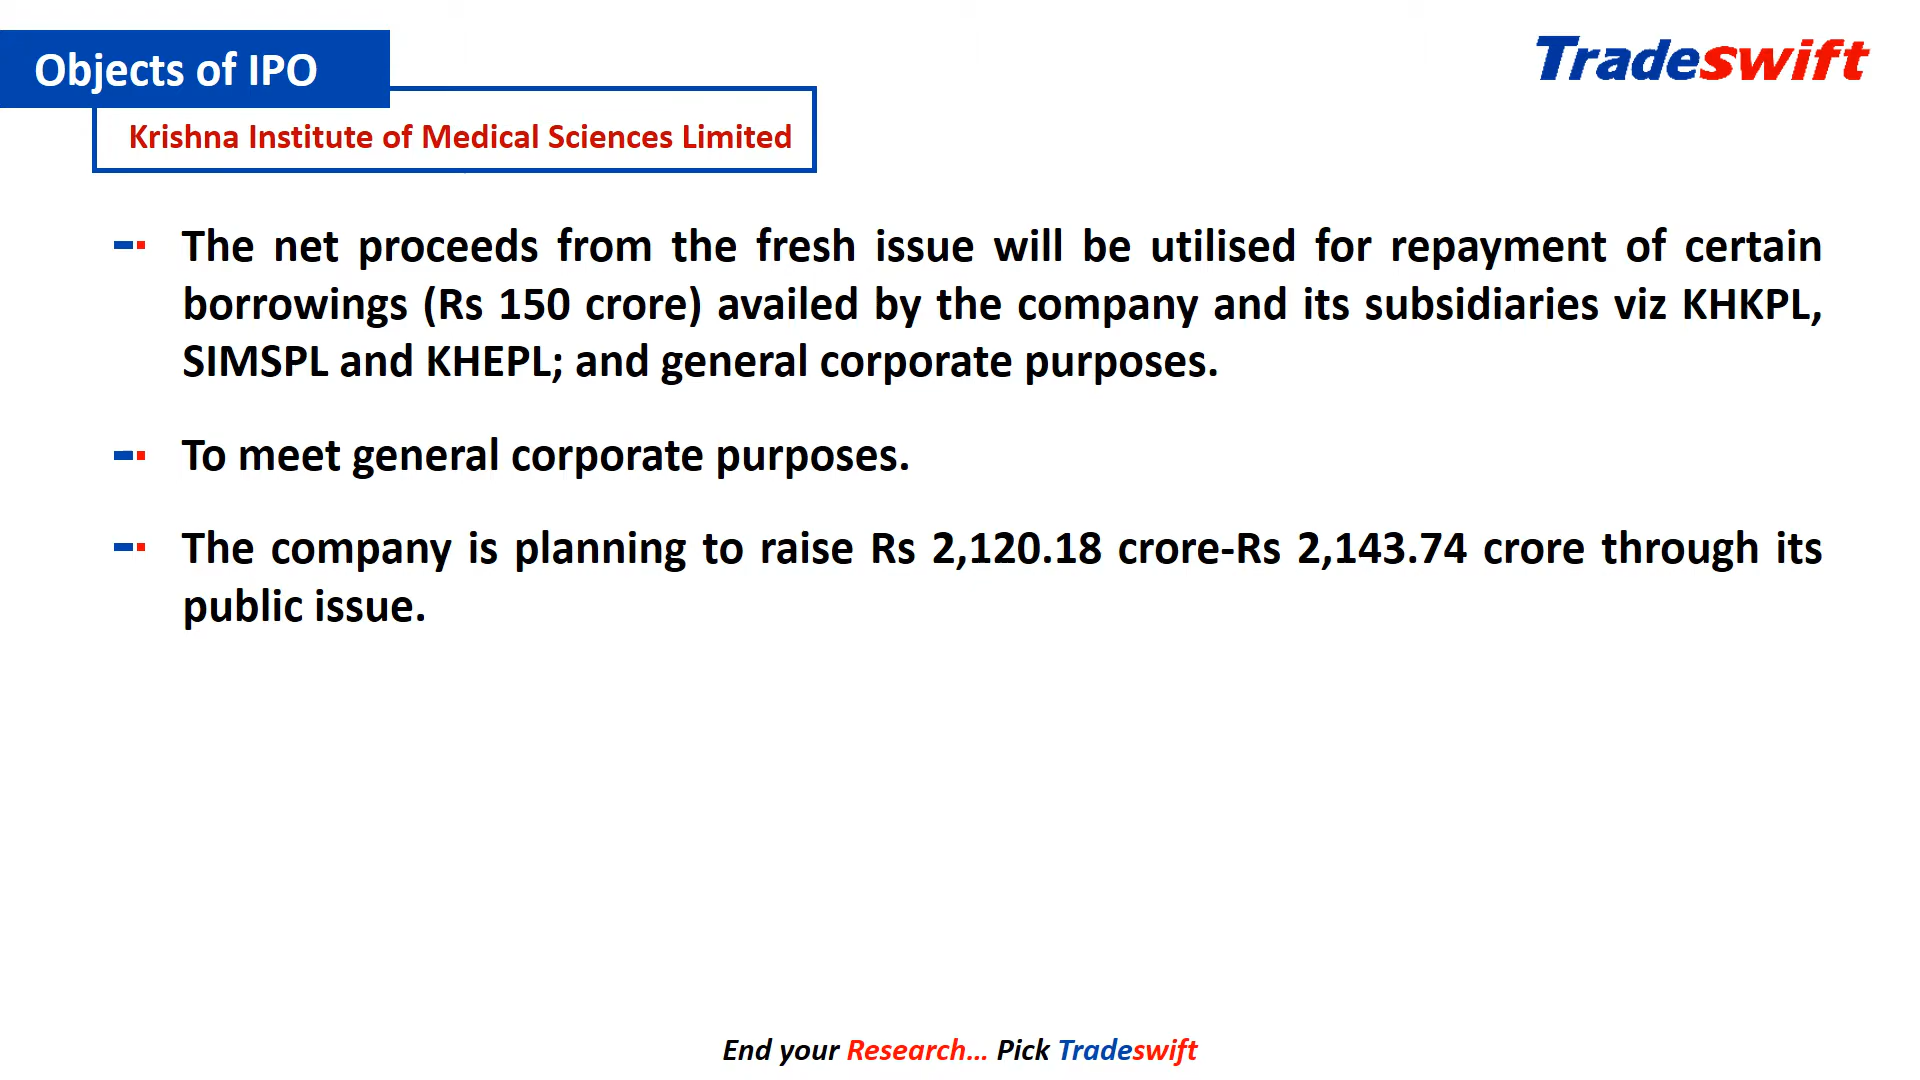 Objects of IPO
Tradeswift
Krishna Institute of Medical Sciences Limited
The net proceeds from the fresh issue will be utilised for repayment of certain
borrowings (Rs 150 crore) availed by the company and its subsidiaries viz KHKPL,
SIMSPL and KHEPL; and general corporate purposes.
To meet general corporate purposes.
The company is planning to raise Rs 2,120.18 crore-Rs 2,143.74 crore through its
public issue.
End your Research... Pick Tradeswift